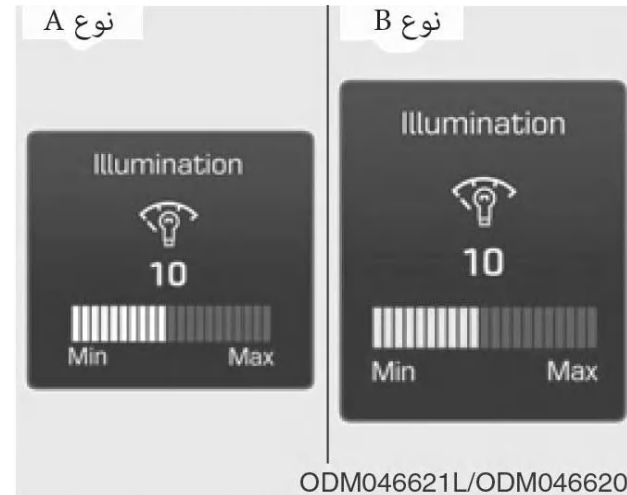 نوع A
Illumination
10
Min Max
نوع B
Illumination
10
Min Max
ODM046621L/ODM046620